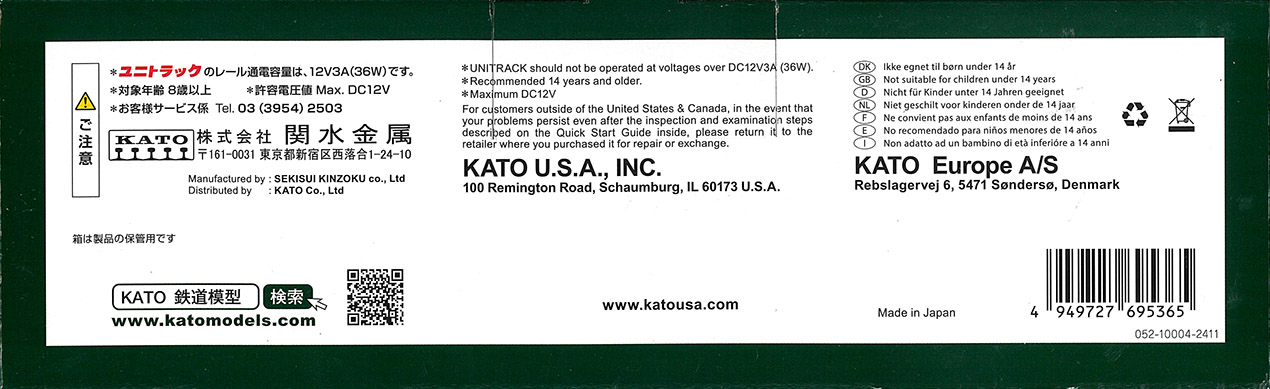 ご注意
*ユニトラックのレール通電容量は、12V3A(36W)です。
*対象年齢 8歳以上 *許容電圧値 Max. DC12V
*お客様サービス係 Tel. 03 (3954) 2503
KATO 株式会社 関水金属
〒161-0031 東京都新宿区西落合1-24-10
Manufactured by : SEKISUI KINZOKU co., Ltd
Distributed by : KATO Co., Ltd
箱は製品の保管用です
KATO 鉄道模型 検索
www.katomodels.com
*UNITRACK should not be operated at voltages over DC12V3A (36W).
*Recommended 14 years and older.
*Maximum DC12V
For customers outside of the United States & Canada, in the event that
your problems persist even after the inspection and examination steps
described on the Quick Start Guide inside, please return it to the
retailer where you purchased it for repair or exchange.
KATO U.S.A., INC.
100 Remington Road, Schaumburg, IL 60173 U.S.A.
www.katousa.com
DK Ikke egnet til børn under 14 år
GB Not suitable for children under 14 years
D Nicht für Kinder unter 14 Jahren geeignet
NL Niet geschilt voor kinderen onder de 14 jaar
F Ne convient pas aux enfants de moins de 14 ans
E No recomendado para niños menores de 14 años
I Non adatto ad un bambino di età inferióre a 14 anni
KATO Europe A/S
Rebslagervej 6, 5471 Søndersø, Denmark
Made in Japan
4 949727 695365
052-10004-2411